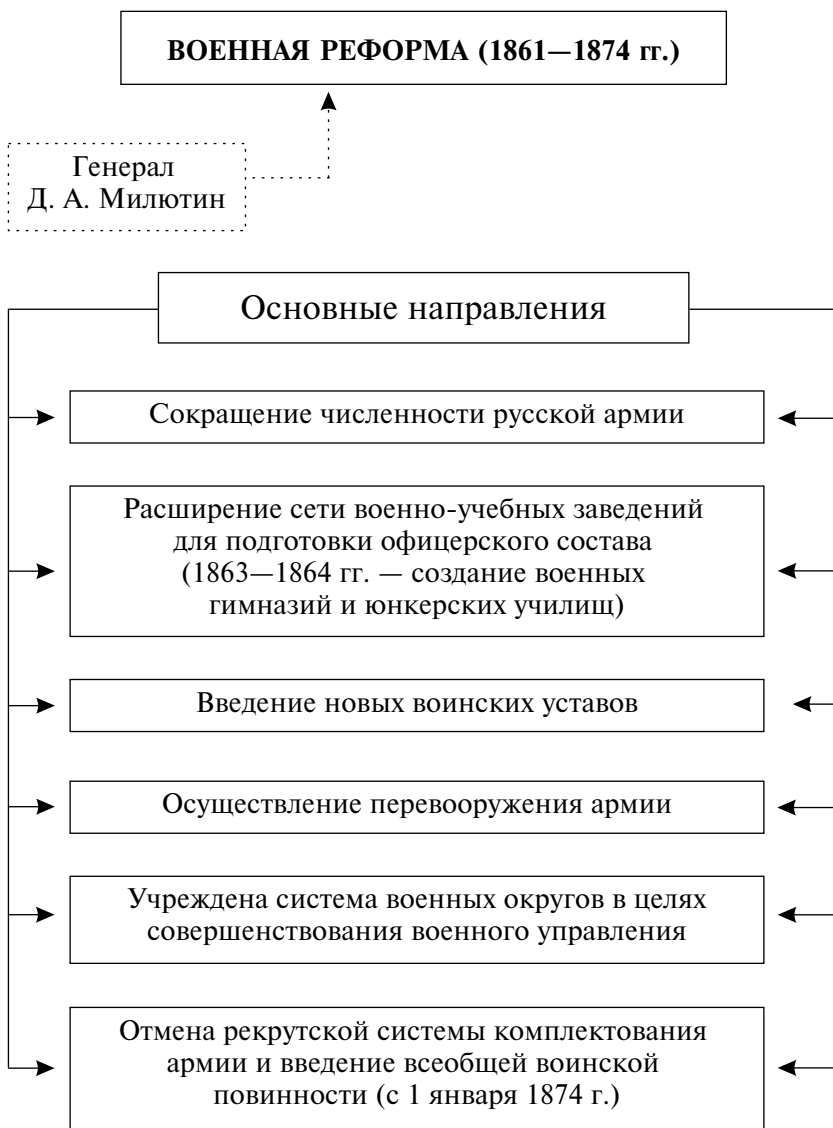 ВОЕННАЯ РЕФОРМА (1861—1874 гг.)
Генерал
Д. А. Милютин
Основные направления
Сокращение численности русской армии
Расширение сети военно-учебных заведений
для подготовки офицерского состава
(1863—1864 гг. — создание военных
гимназий и юнкерских училищ)
Введение новых воинских уставов
Осуществление перевооружения армии
Учреждена система военных округов в целях
совершенствования военного управления
Отмена рекрутской системы комплектования
армии и введение всеобщей воинской
повинности (с 1 января 1874 г.)